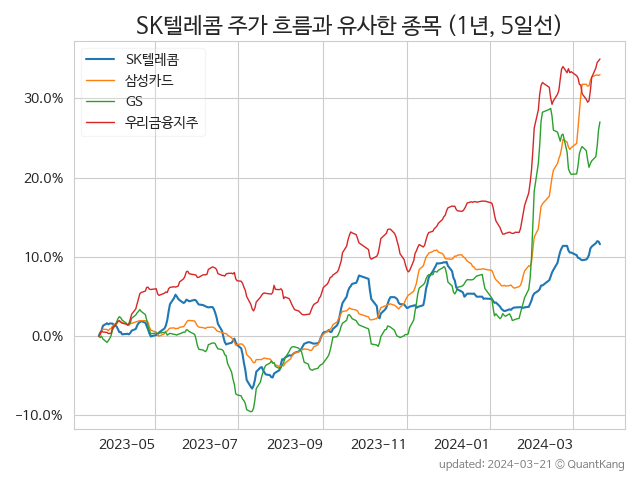 SK텔레콤 주가 흐름과 유사한 종목 (1년, 5일선)
SK텔레콤
삼성카드
GS
우리금융지주
30.0%
20.0%
10.0%
0.0%
-10.0%
2023-05
2023-07
2023-09
2023-11
2024-01
2024-03
updated: 2024-03-21 © QuantKang